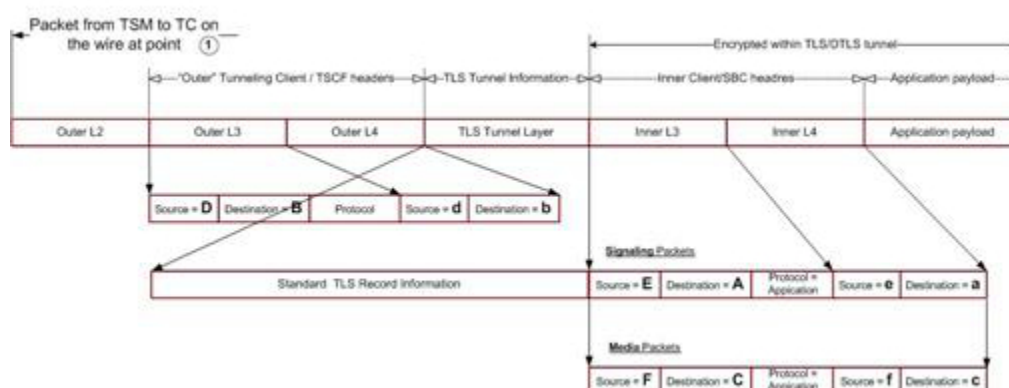 Packet from TSM to TC on
the wire at point 1
Encrypted within TLS/DTLS tunnel
"Outer" Tunneling Client / TSCF headers
TLS Tunnel Information
Inner Client/SBC headres
Application payload
Outer L2
Outer L3
Outer L4
TLS Tunnel Layer
Inner L3
Inner L4
Application payload
Source = D
Destination = B
Protocol
Source = d
Destination = b
Signaling Packets
Standard TLS Record Information
Source = E
Destination = A
Protocol =
Appication
Source = e
Destination = a
Media Packets
Source = F
Destination = C
Protocol =
Appication
Source = f
Destination = c